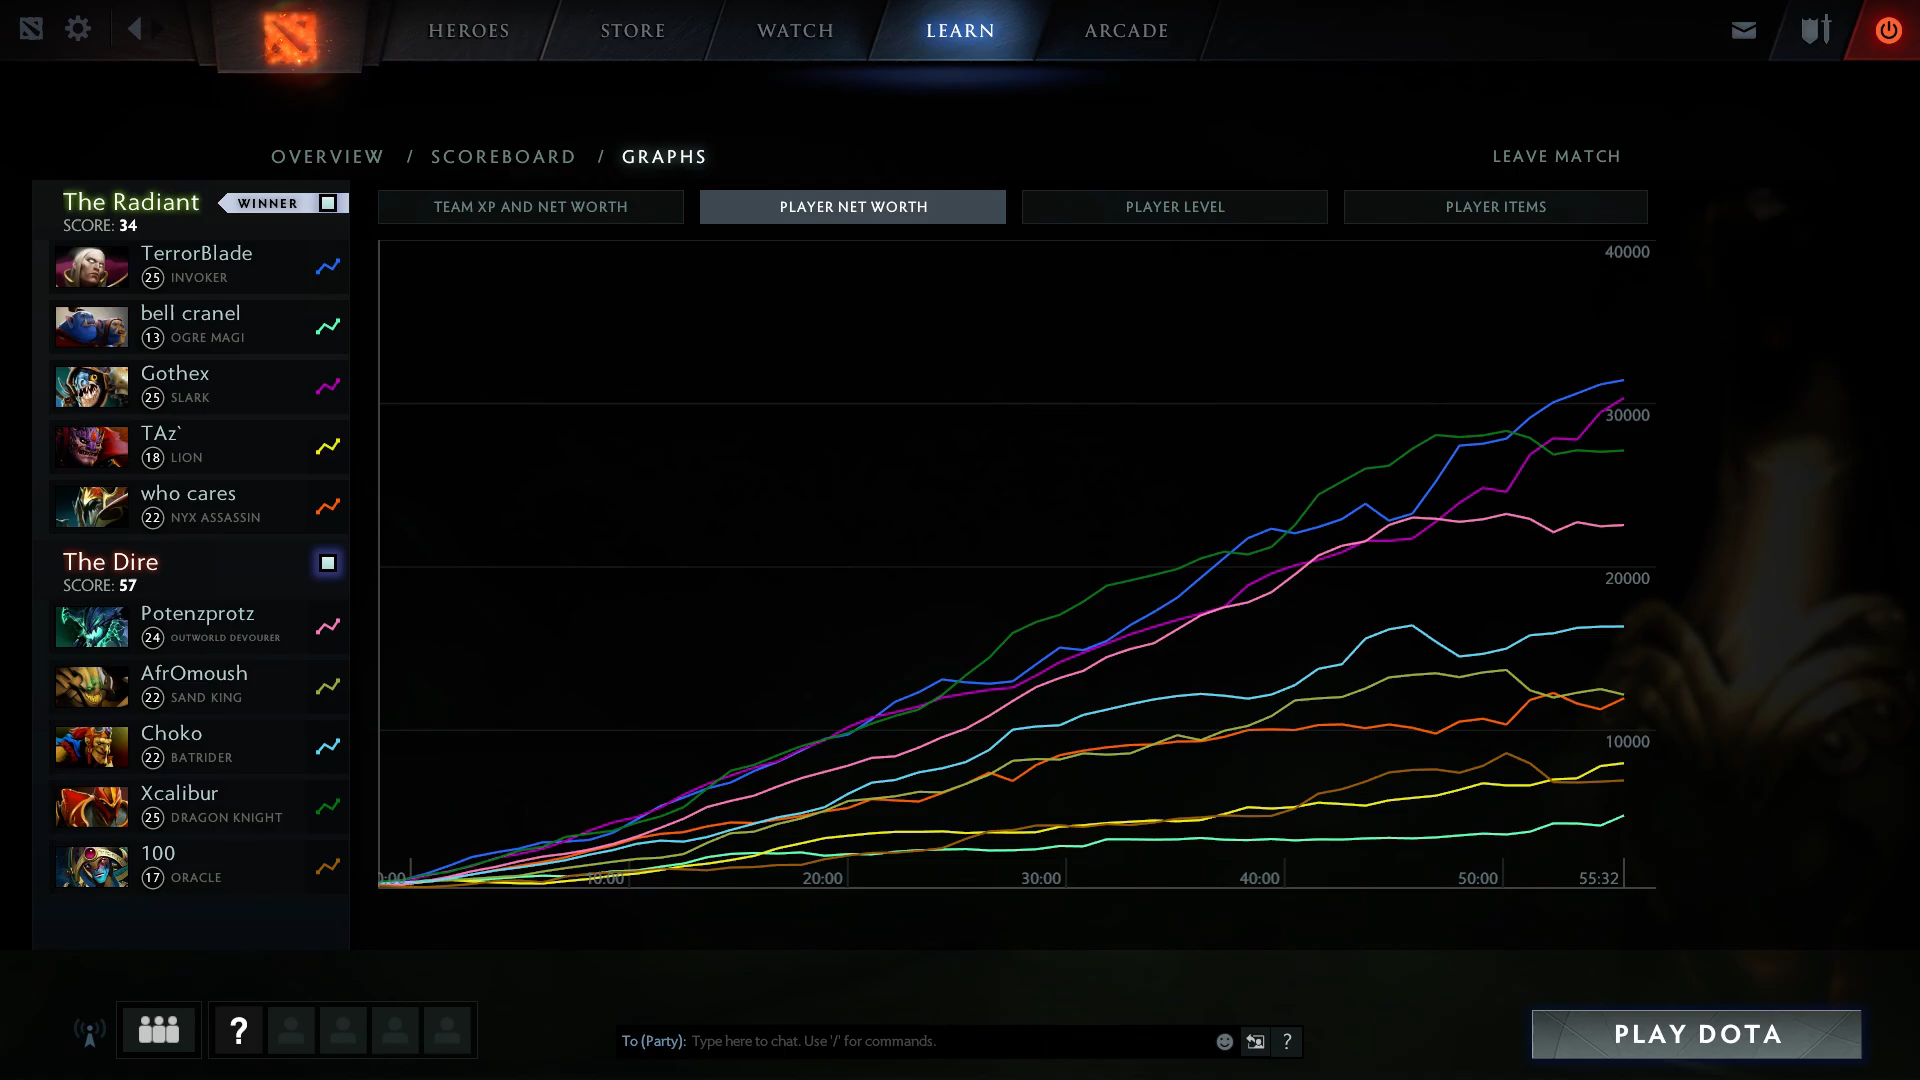 HEROES
STORE
WATCH
LEARN
ARCADE
OVERVIEW / SCOREBOARD / GRAPHS
LEAVE MATCH
The Radiant
WINNER
SCORE: 34
TerrorBlade
25 INVOKER
bell cranel
13 OGRE MAGI
Gothex
25 SLARK
TAz`
18 LION
who cares
22 NYX ASSASSIN
The Dire
SCORE: 57
Potenzprotz
24 OUTWORLD DEVOURER
AfrOmoush
22 SAND KING
Choko
22 BATRIDER
Xcalibur
25 DRAGON KNIGHT
100
17 ORACLE
TEAM XP AND NET WORTH
PLAYER NET WORTH
PLAYER LEVEL
PLAYER ITEMS
40000
30000
20000
10000
0:00
10:00
20:00
30:00
40:00
50:00
55:32
?
To (Party): Type here to chat. Use '/' for commands.
?
PLAY DOTA